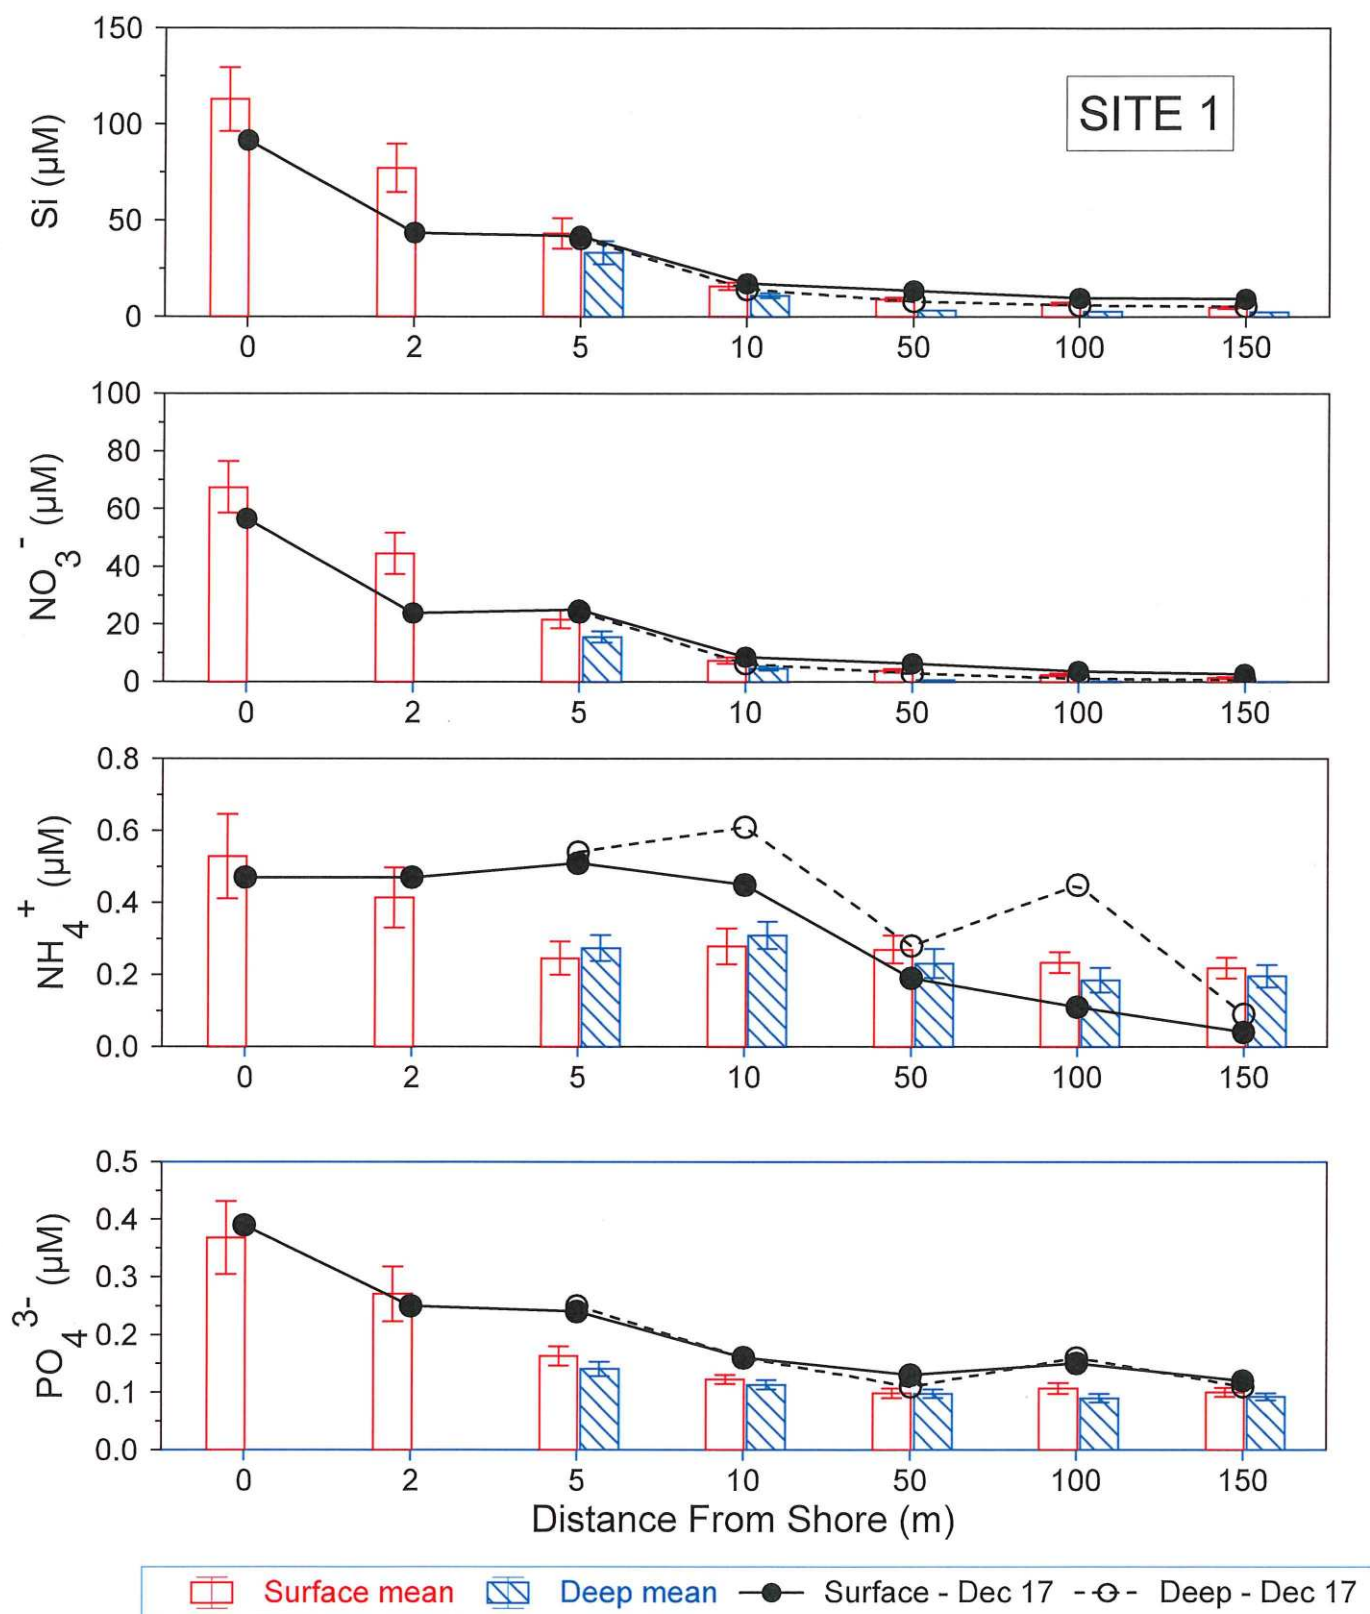 SITE 1
Si (µM)
150
100
50
0
0 2 5 10 50 100 150
NO3- (µM)
100
80
60
40
20
0
0 2 5 10 50 100 150
NH4+ (µM)
0.8
0.6
0.4
0.2
0.0
0 2 5 10 50 100 150
PO43- (µM)
0.5
0.4
0.3
0.2
0.1
0.0
0 2 5 10 50 100 150
Distance From Shore (m)
Surface mean Deep mean Surface - Dec 17 Deep - Dec 17